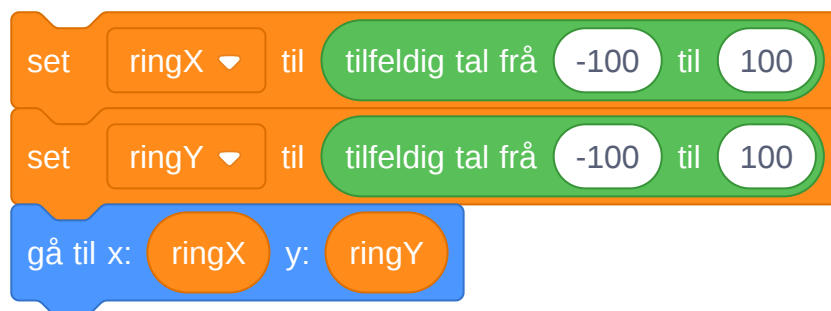 set ringX til tilfeldig tal frå -100 til 100
set ringY til tilfeldig tal frå -100 til 100
gå til x: ringX y: ringY